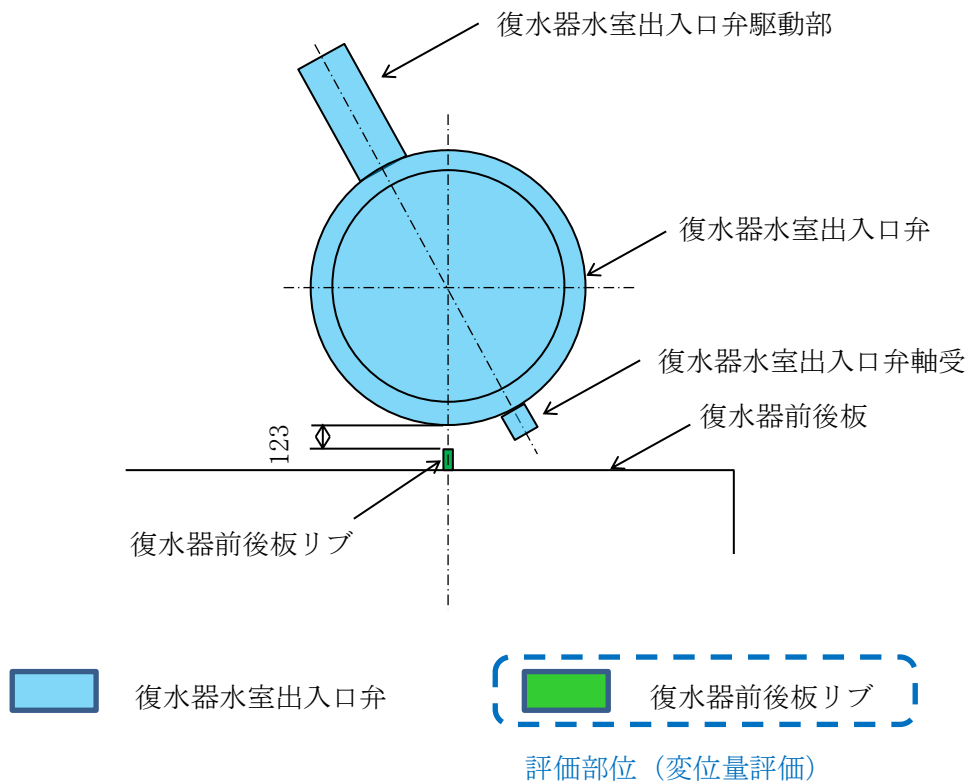 復水器水室出入口弁駆動部
復水器水室出入口弁
復水器水室出入口弁軸受
復水器前後板
123
復水器前後板リブ
復水器水室出入口弁
復水器前後板リブ
評価部位（変位量評価）